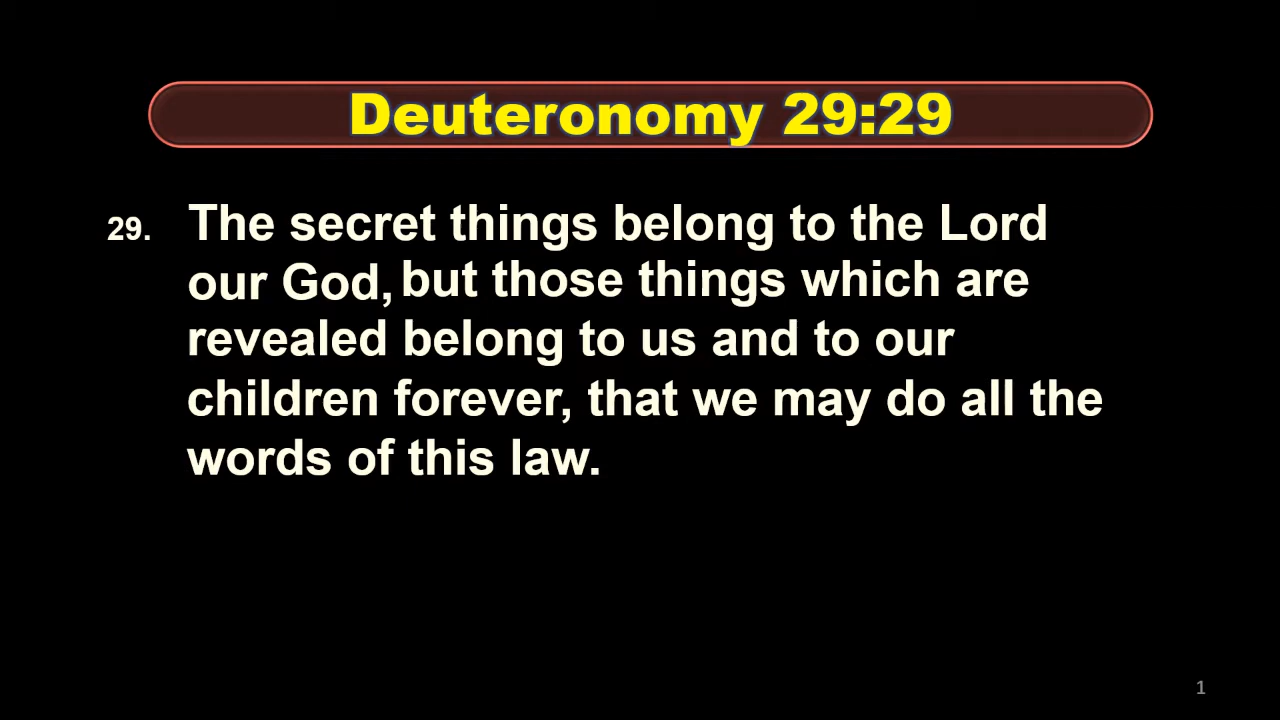 Deuteronomy 29:29
29. The secret things belong to the Lord
our God, but those things which are
revealed belong to us and to our
children forever, that we may do all the
words of this law.
1